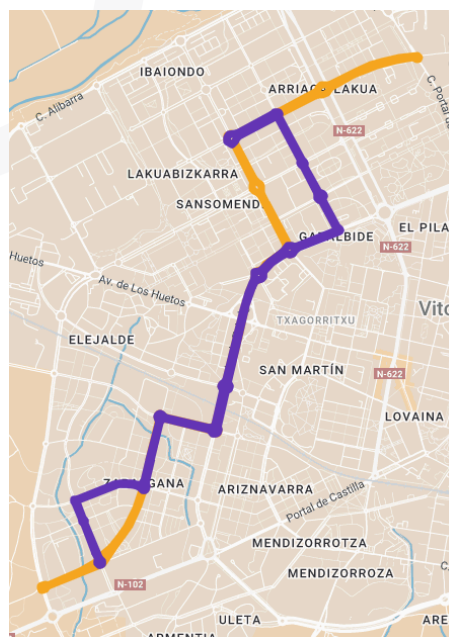 IBAIONDO
ARRIAGA LAKUA
C. Alibarra
C. Portal de
N-622
LAKUABIZKARRA
SANSOMENDI
EL PILA
GAZALBIDE
N-622
Huetos
Av. de Los Huetos
TXAGORRITXU
Vito
ELEJALDE
SAN MARTÍN
N-622
LOVAINA
ZABALGANA
ARIZNAVARRA
Portal de Castilla
MENDIZORROTZA
N-102
MENDIZORROZA
C.
ULETA
ARE
ARMENTIA